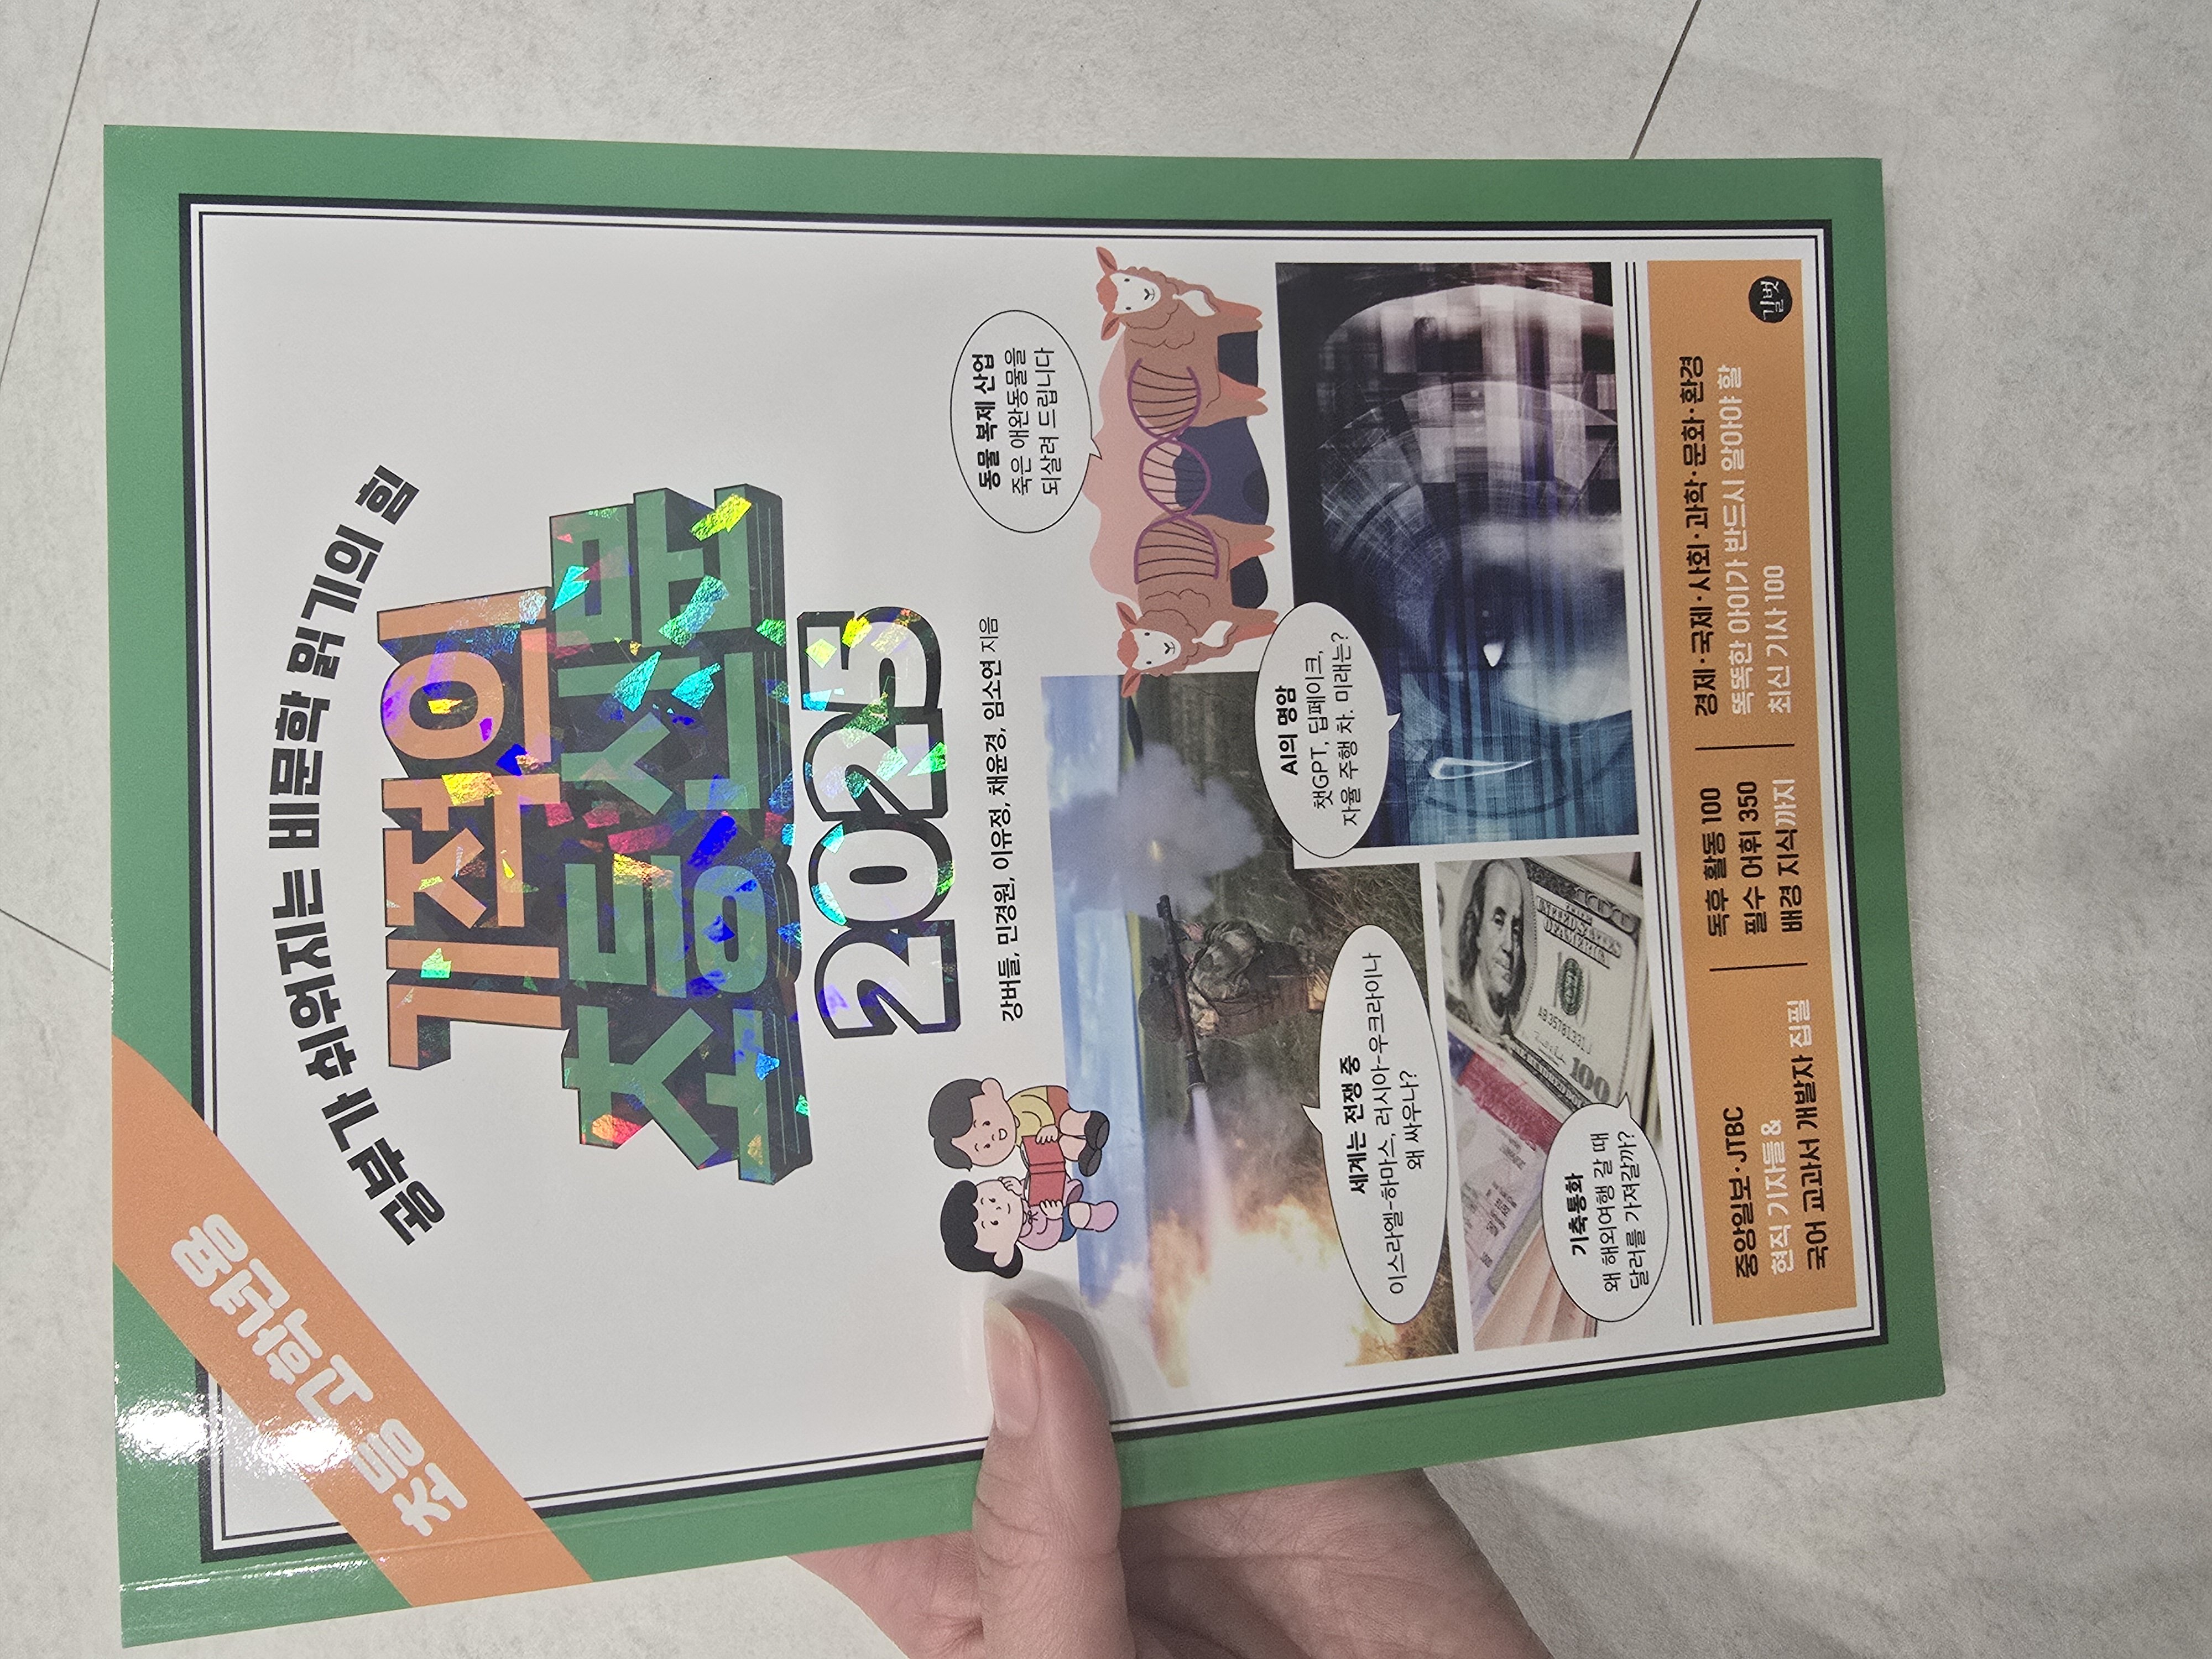 초등 전학년용
공부가 쉬워지는 비문학 읽기의 힘
기적의
초등신문
2025
강버들, 민경원, 이유정, 채윤경, 임소연 지음
동물 복제 산업
죽은 애완동물을
되살려 드립니다
AI의 명암
챗GPT, 딥페이크,
자율 주행 차. 미래는?
세계는 전쟁 중
이스라엘-하마스, 러시아-우크라이나
왜 싸우나?
기축통화
왜 해외여행 갈 때
달러를 가져갈까?
100
중앙일보·JTBC
현직 기자들 &
국어 교과서 개발자 집필
독후 활동 100
필수 어휘 350
배경 지식까지
경제·국제·사회·과학·문화·환경
똑똑한 아이가 반드시 알아야 할
최신 기사 100
길벗